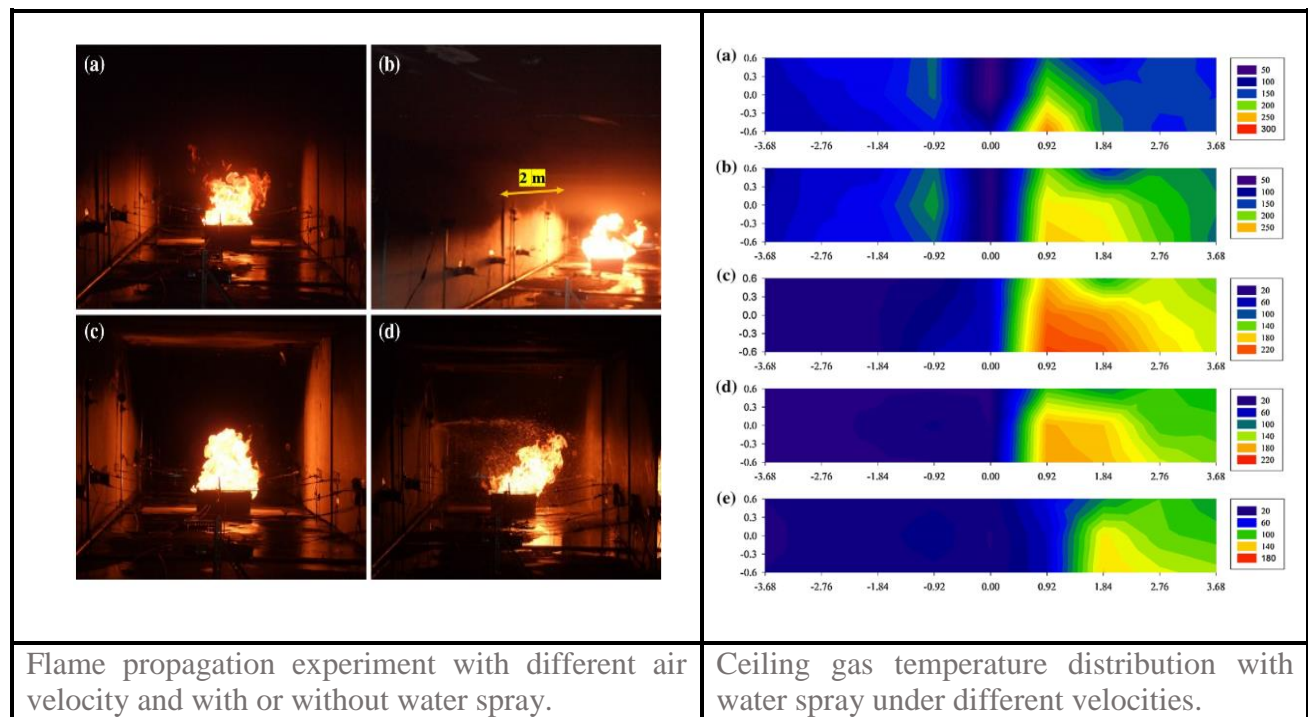 (a)
(b)
2 m
(c)
(d)
(a)
0.6
0.3
0.0
-0.3
-0.6
-3.68 -2.76 -1.84 -0.92 0.00 0.92 1.84 2.76 3.68
50
100
150
200
250
300
(b)
0.6
0.3
0.0
-0.3
-0.6
-3.68 -2.76 -1.84 -0.92 0.00 0.92 1.84 2.76 3.68
50
100
150
200
250
(c)
0.6
0.3
0.0
-0.3
-0.6
-3.68 -2.76 -1.84 -0.92 0.00 0.92 1.84 2.76 3.68
20
60
100
140
180
220
(d)
0.6
0.3
0.0
-0.3
-0.6
-3.68 -2.76 -1.84 -0.92 0.00 0.92 1.84 2.76 3.68
20
60
100
140
180
220
(e)
0.6
0.3
0.0
-0.3
-0.6
-3.68 -2.76 -1.84 -0.92 0.00 0.92 1.84 2.76 3.68
20
60
100
140
180
Flame propagation experiment with different air
velocity and with or without water spray.
Ceiling gas temperature distribution with
water spray under different velocities.